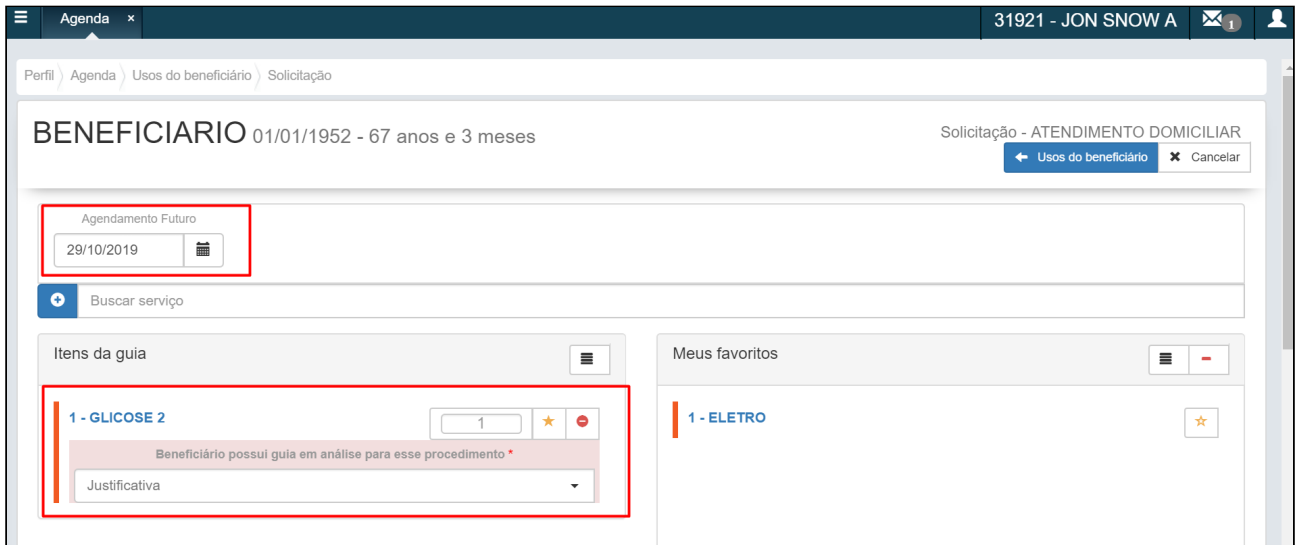 Agenda ×
31921 - JON SNOW A
1
Perfil Agenda Usos do beneficiário Solicitação
BENEFICIARIO 01/01/1952 - 67 anos e 3 meses
Solicitação - ATENDIMENTO DOMICILIAR
Usos do beneficiário
Cancelar
Agendamento Futuro
29/10/2019
Buscar serviço
Itens da guia
1 - GLICOSE 2
1
Beneficiário possui guia em análise para esse procedimento *
Justificativa
Meus favoritos
1 - ELETRO